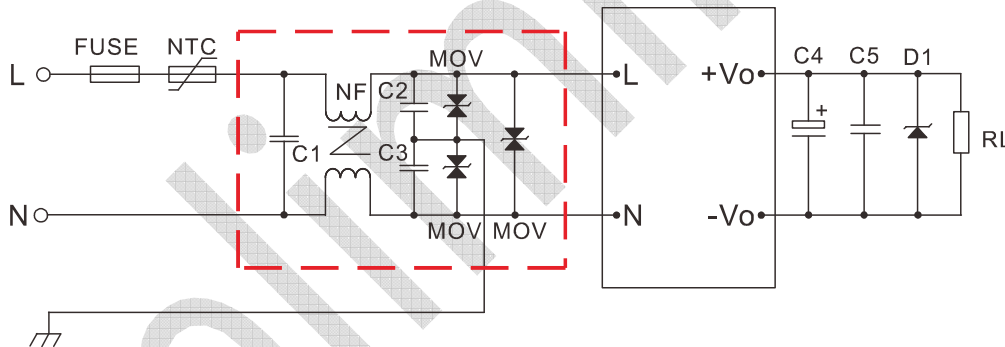 FUSE NTC MOV C4 C5 D1
L NF C2 L +Vo
C1 C3 RL
N MOV MOV N -Vo